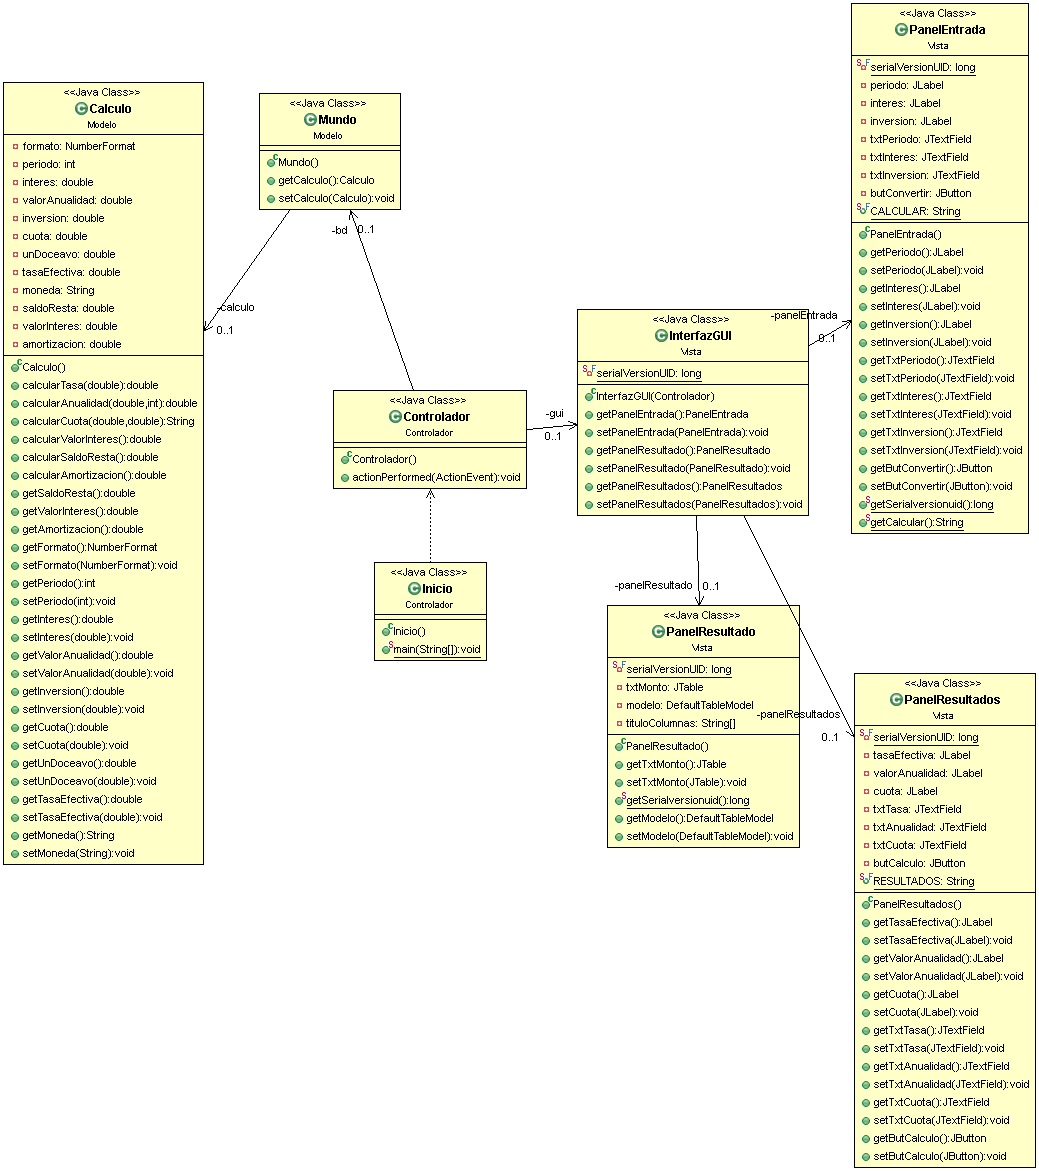 <<Java Class>>
Calculo
Modelo
formato: NumberFormat
periodo: int
interes: double
valorAnualidad: double
inversion: double
cuota: double
unDoceavo: double
tasaEfectiva: double
moneda: String
saldoResta: double
valorInteres: double
amortizacion: double
Calculo()
calcularTasa(double):double
calcularAnualidad(double,int):double
calcularCuota(double,double):String
calcularValorInteres():double
calcularSaldoResta():double
calcularAmortizacion():double
getSaldoResta():double
getValorInteres():double
getAmortizacion():double
getFormato():NumberFormat
setFormato(NumberFormat):void
getPeriodo():int
setPeriodo(int):void
getInteres():double
setInteres(double):void
getValorAnualidad():double
setValorAnualidad(double):void
getInversion():double
setInversion(double):void
getCuota():double
setCuota(double):void
getUnDoceavo():double
setUnDoceavo(double):void
getTasaEfectiva():double
setTasaEfectiva(double):void
getMoneda():String
setMoneda(String):void
<<Java Class>>
Mundo
Modelo
Mundo()
getCalculo():Calculo
setCalculo(Calculo):void
-bd
0..1
-calculo
0..1
<<Java Class>>
Controlador
Controlador
Controlador()
actionPerformed(ActionEvent):void
-gui
0..1
<<Java Class>>
Inicio
Controlador
Inicio()
main(String[]):void
<<Java Class>>
InterfazGUI
Vista
serialVersionUID: long
InterfazGUI(Controlador)
getPanelEntrada():PanelEntrada
setPanelEntrada(PanelEntrada):void
getPanelResultado():PanelResultado
setPanelResultado(PanelResultado):void
getPanelResultados():PanelResultados
setPanelResultados(PanelResultados):void
-panelEntrada
0..1
-panelResultado
0..1
-panelResultados
0..1
<<Java Class>>
PanelResultado
Vista
serialVersionUID: long
txtMonto: JTable
modelo: DefaultTableModel
tituloColumnas: String[]
PanelResultado()
getTxtMonto():JTable
setTxtMonto(JTable):void
getSerialversionuid():long
getModelo():DefaultTableModel
setModelo(DefaultTableModel):void
<<Java Class>>
PanelEntrada
Vista
serialVersionUID: long
periodo: JLabel
interes: JLabel
inversion: JLabel
txtPeriodo: JTextField
txtInteres: JTextField
txtInversion: JTextField
butConvertir: JButton
CALCULAR: String
PanelEntrada()
getPeriodo():JLabel
setPeriodo(JLabel):void
getInteres():JLabel
setInteres(JLabel):void
getInversion():JLabel
setInversion(JLabel):void
getTxtPeriodo():JTextField
setTxtPeriodo(JTextField):void
getTxtInteres():JTextField
setTxtInteres(JTextField):void
getTxtInversion():JTextField
setTxtInversion(JTextField):void
getButConvertir():JButton
setButConvertir(JButton):void
getSerialversionuid():long
getCalcular():String
<<Java Class>>
PanelResultados
Vista
serialVersionUID: long
tasaEfectiva: JLabel
valorAnualidad: JLabel
cuota: JLabel
txtTasa: JTextField
txtAnualidad: JTextField
txtCuota: JTextField
butCalculo: JButton
RESULTADOS: String
PanelResultados()
getTasaEfectiva():JLabel
setTasaEfectiva(JLabel):void
getValorAnualidad():JLabel
setValorAnualidad(JLabel):void
getCuota():JLabel
setCuota(JLabel):void
getTxtTasa():JTextField
setTxtTasa(JTextField):void
getTxtAnualidad():JTextField
setTxtAnualidad(JTextField):void
getTxtCuota():JTextField
setTxtCuota(JTextField):void
getButCalculo():JButton
setButCalculo(JButton):void